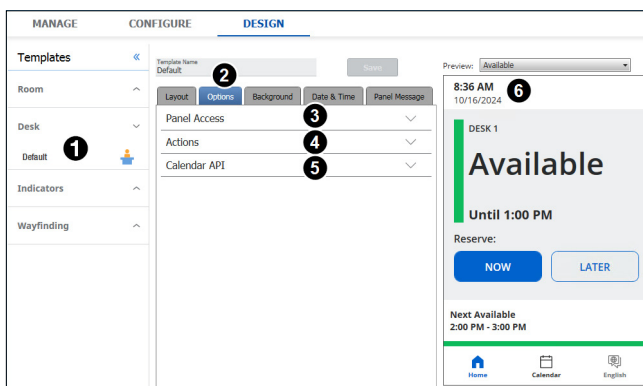 MANAGE CONFIGURE DESIGN
Templates «
Room
Desk
Default 1
Indicators
Wayfinding
Template Name
Default
Save
2
Layout Options Background Date & Time Panel Message
Panel Access 3
Actions 4
Calendar API 5
Preview: Available
8:36 AM 6
10/16/2024
DESK 1
Available
Until 1:00 PM
Reserve:
NOW LATER
Next Available
2:00 PM - 3:00 PM
Home Calendar English